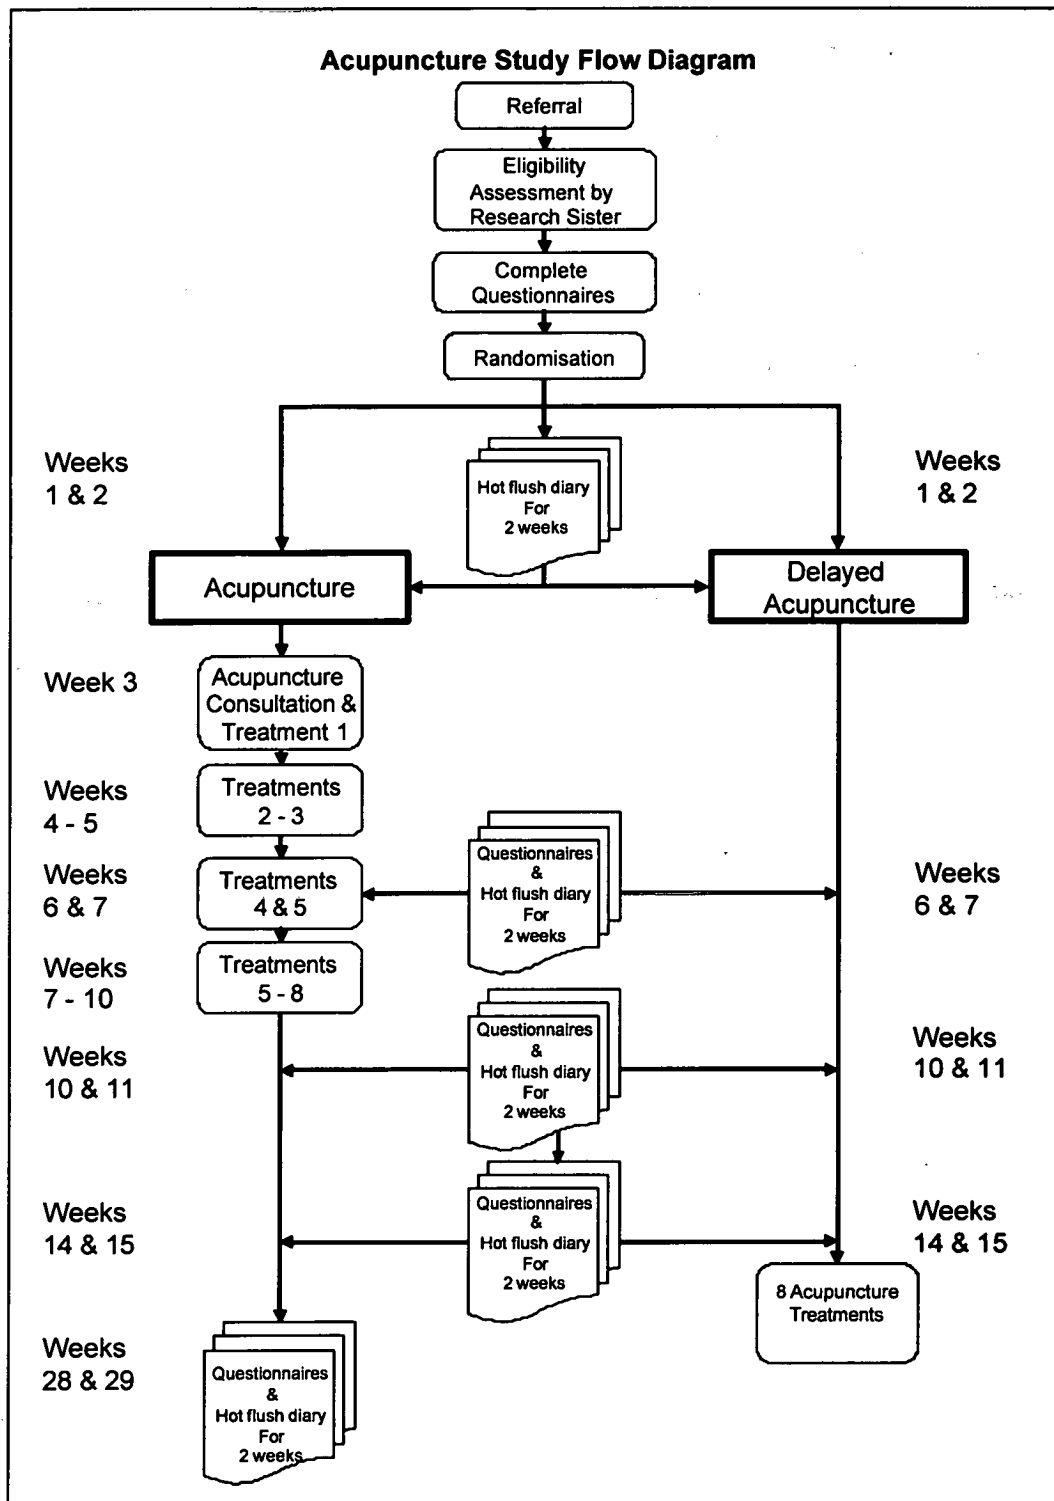 Acupuncture Study Flow Diagram
Referral
Eligibility
Assessment by
Research Sister
Complete
Questionnaires
Randomisation
Weeks
1 & 2
Hot flush diary
For
2 weeks
Weeks
1 & 2
Acupuncture
Delayed
Acupuncture
Week 3
Acupuncture
Consultation &
Treatment 1
Weeks
4 - 5
Treatments
2 - 3
Weeks
6 & 7
Treatments
4 & 5
Questionnaires
&
Hot flush diary
For
2 weeks
Weeks
6 & 7
Weeks
7 - 10
Treatments
5 - 8
Weeks
10 & 11
Questionnaires
&
Hot flush diary
For
2 weeks
Weeks
10 & 11
Weeks
14 & 15
Questionnaires
&
Hot flush diary
For
2 weeks
Weeks
14 & 15
8 Acupuncture
Treatments
Weeks
28 & 29
Questionnaires
&
Hot flush diary
For
2 weeks